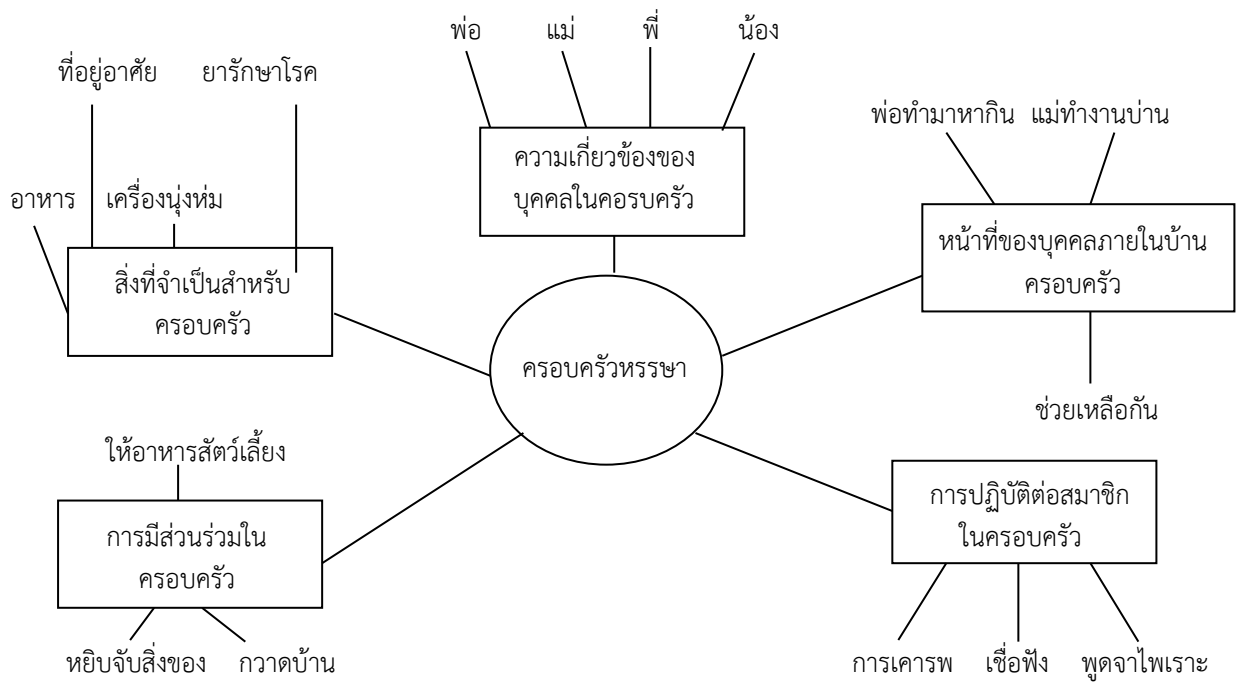 พ่อ แม่ พี่ น้อง
ที่อยู่อาศัย ยารักษาโรค
พ่อทำมาหากิน แม่ทำงานบ่าน
ความเกี่ยวข้องของ
บุคคลในคอรบครัว
อาหาร เครื่องนุ่งห่ม
หน้าที่ของบุคคลภายในบ้าน
ครอบครัว
สิ่งที่จำเป็นสำหรับ
ครอบครัว
ครอบครัวหรรษา
ช่วยเหลือกัน
ให้อาหารสัตว์เลี้ยง
การปฏิบัติต่อสมาชิก
ในครอบครัว
การมีส่วนร่วมใน
ครอบครัว
หยิบจับสิ่งของ กวาดบ้าน
การเคารพ เชื่อฟัง พูดจาไพเราะ